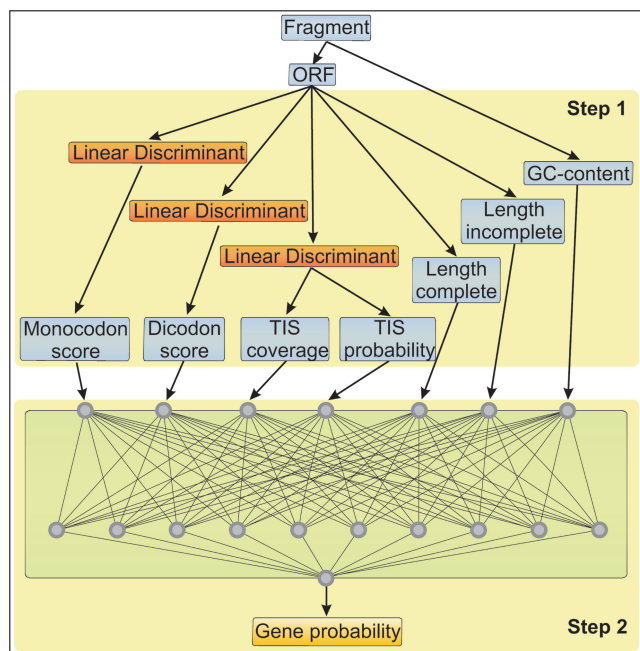 Fragment
ORF
Step 1
Linear Discriminant
GC-content
Linear Discriminant
Length
incomplete
Linear Discriminant
Length
complete
Monocodon
score
Dicodon
score
TIS
coverage
TIS
probability
Gene probability
Step 2